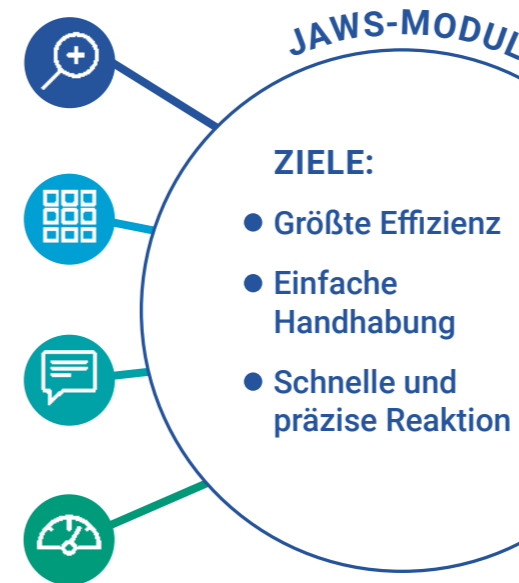 JAWS-MODUL
ZIELE:
Größte Effizienz
Einfache
Handhabung
Schnelle und
präzise Reaktion